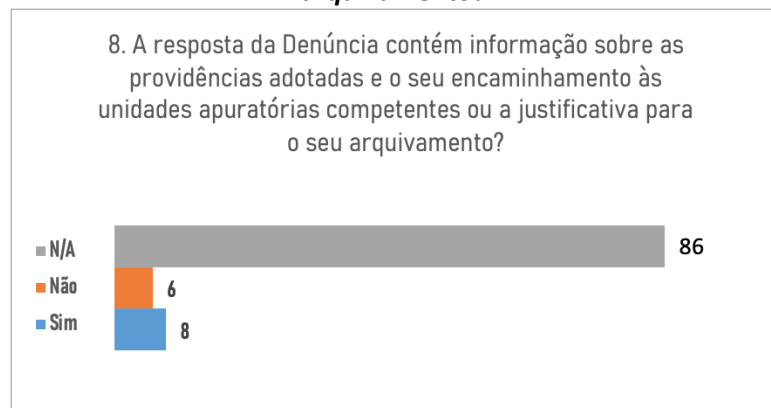 8. A resposta da Denúncia contém informação sobre as
providências adotadas e o seu encaminhamento às
unidades apuratórias competentes ou a justificativa para
o seu arquivamento?
N/A 86
Não 6
Sim 8